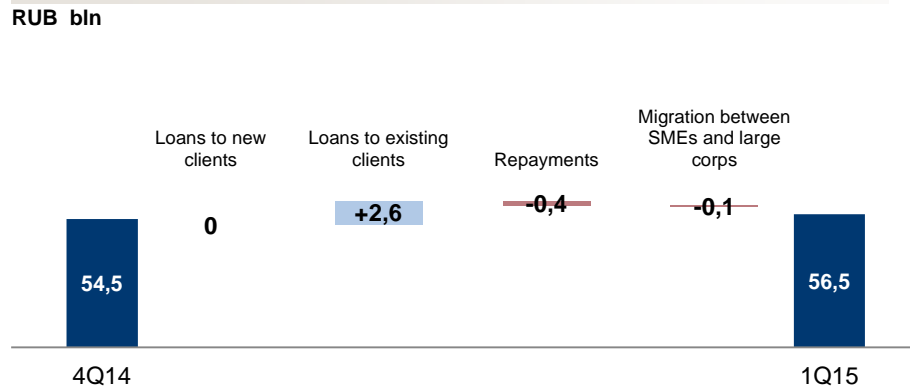 RUB bln
Migration between
SMEs and large
corps
Loans to new
clients
Loans to existing
clients
Repayments
0
+2,6
-0,4
-0,1
54,5
56,5
4Q14
1Q15